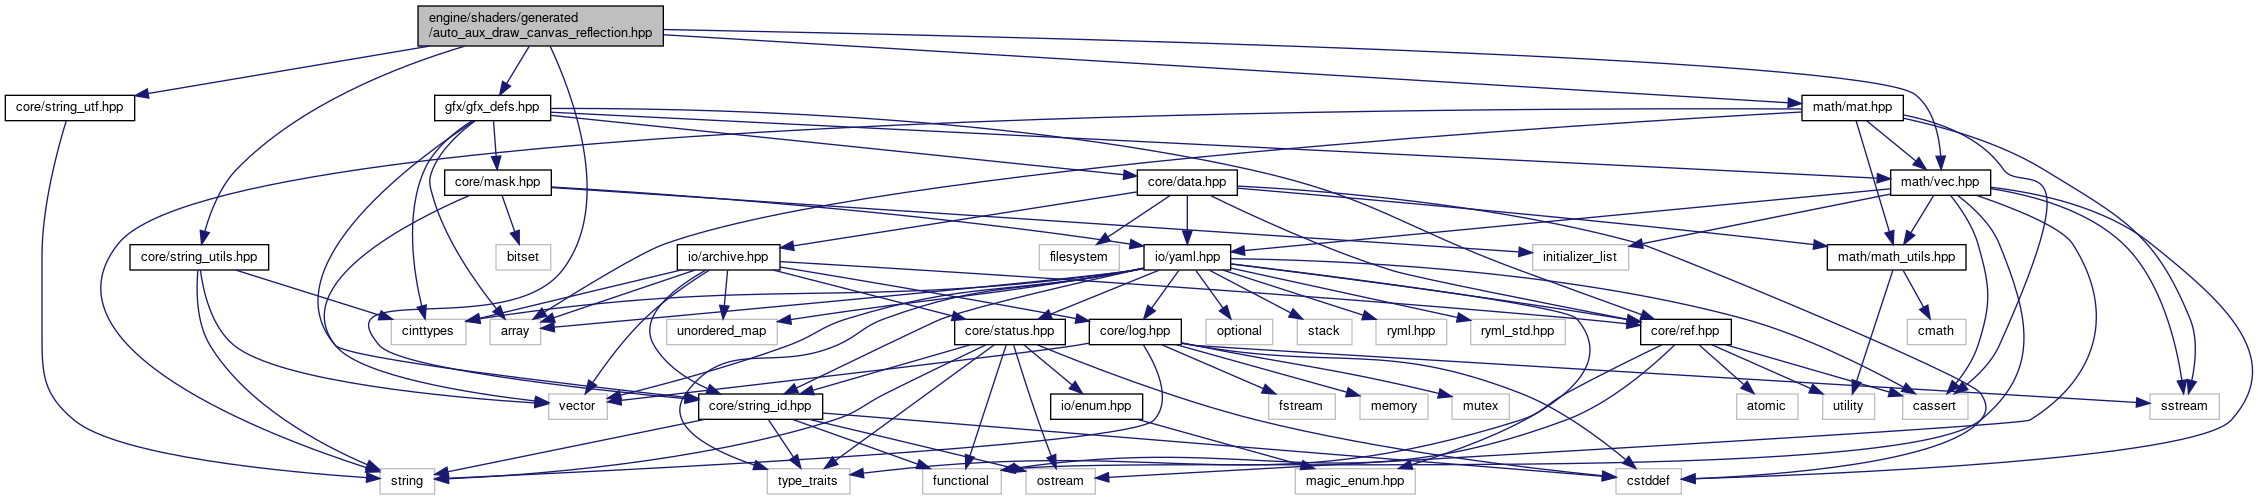 engine/shaders/generated
/auto_aux_draw_canvas_reflection.hpp
core/string_utf.hpp
gfx/gfx_defs.hpp
math/mat.hpp
core/mask.hpp
core/data.hpp
math/vec.hpp
core/string_utils.hpp
bitset
io/archive.hpp
filesystem
io/yaml.hpp
initializer_list
math/math_utils.hpp
cinttypes
array
unordered_map
core/status.hpp
core/log.hpp
optional
stack
ryml.hpp
ryml_std.hpp
core/ref.hpp
cmath
vector
core/string_id.hpp
io/enum.hpp
fstream
memory
mutex
atomic
utility
cassert
sstream
string
type_traits
functional
ostream
magic_enum.hpp
cstddef